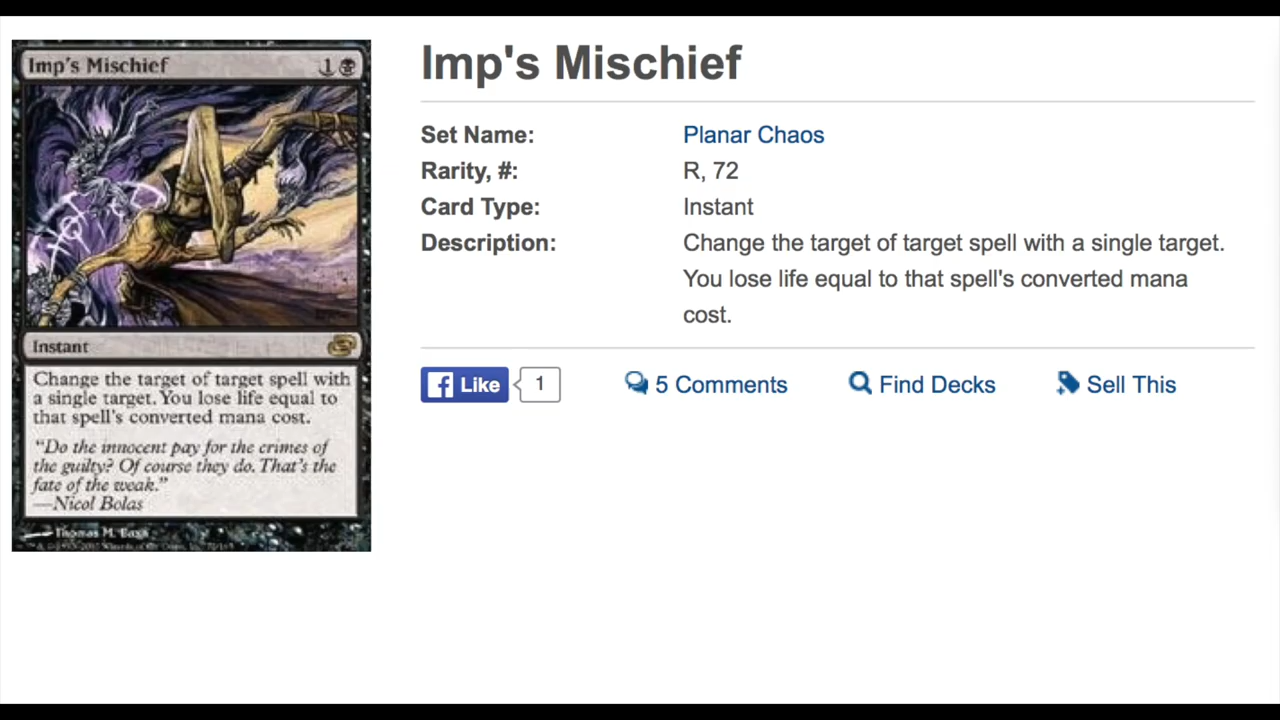 Imp's Mischief 1
Instant
Change the target of target spell with
a single target. You lose life equal to
that spell's converted mana cost.
"Do the innocent pay for the crimes of
the guilty? Of course they do. That's the
fate of the weak."
—Nicol Bolas
Thomas M. Baxa
Imp's Mischief
Set Name: Planar Chaos
Rarity, #: R, 72
Card Type: Instant
Description: Change the target of target spell with a single target.
You lose life equal to that spell's converted mana
cost.
Like 1 5 Comments Find Decks Sell This